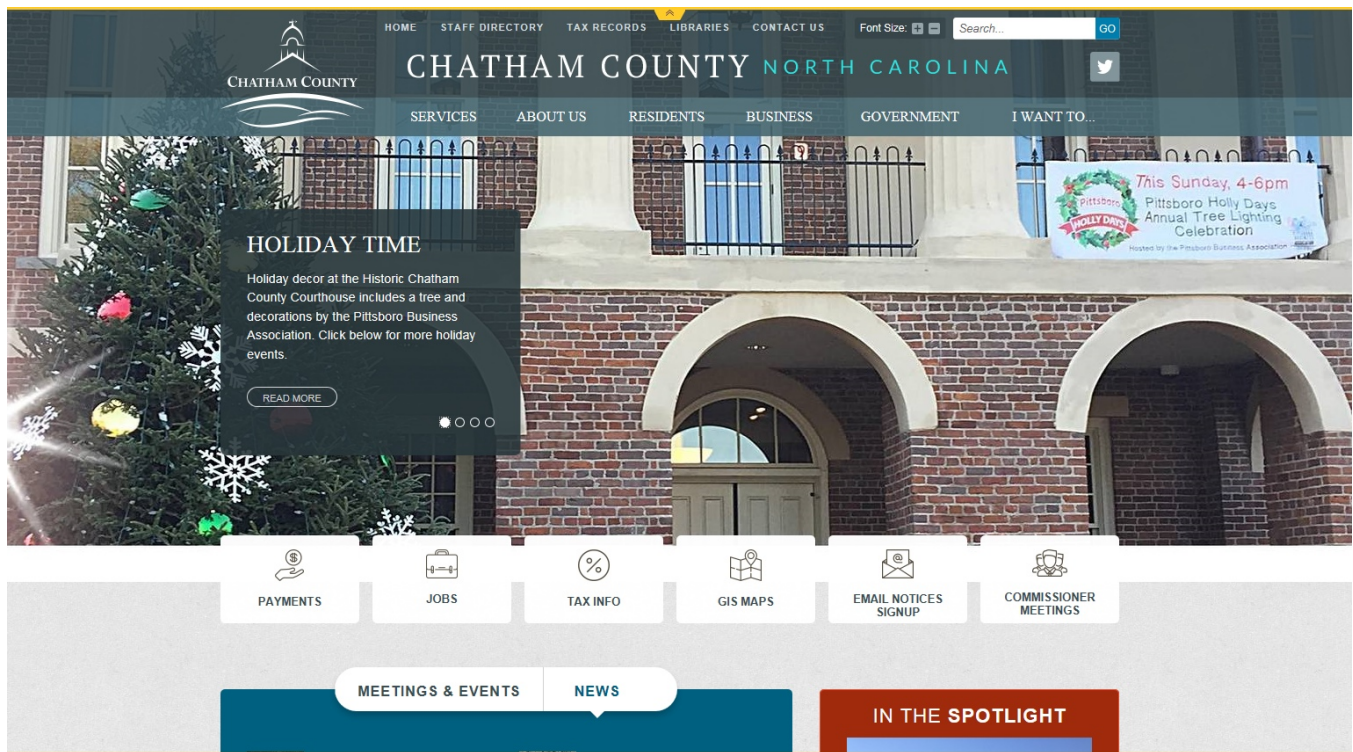 HOME STAFF DIRECTORY TAX RECORDS LIBRARIES CONTACT US Font Size: Search... GO
CHATHAM COUNTY
CHATHAM COUNTY NORTH CAROLINA
SERVICES ABOUT US RESIDENTS BUSINESS GOVERNMENT I WANT TO...
This Sunday, 4-6pm
Pittsboro Holly Days
Annual Tree Lighting
Celebration
Hosted by the Pittsboro Business Association
Pittsboro
HOLLY DAYS
HOLIDAY TIME
Holiday decor at the Historic Chatham
County Courthouse includes a tree and
decorations by the Pittsboro Business
Association. Click below for more holiday
events.
READ MORE
PAYMENTS
JOBS
TAX INFO
GIS MAPS
EMAIL NOTICES
SIGNUP
COMMISSIONER
MEETINGS
MEETINGS & EVENTS NEWS
IN THE SPOTLIGHT